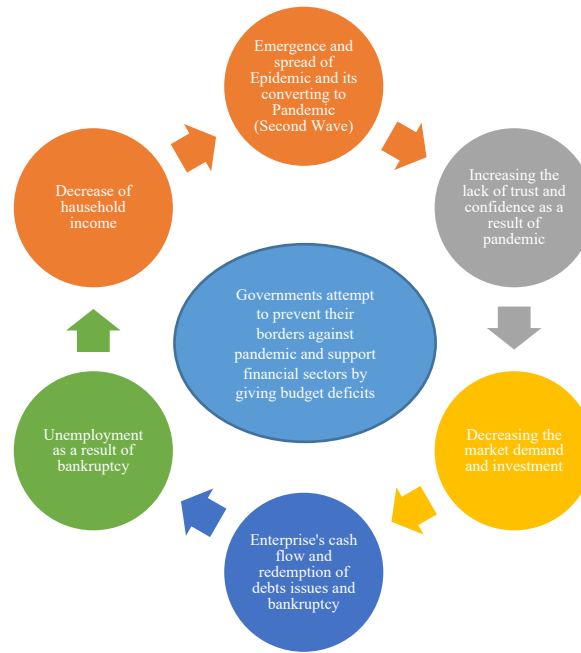 Emergence and
spread of
Epidemic and its
converting to
Pandemic
(Second Wave)
Increasing the
lack of trust and
confidence as a
result of
pandemic
Decreasing the
market demand
and investment
Enterprise's cash
flow and
redemption of
debts issues and
bankruptcy
Unemployment
as a result of
bankruptcy
Decrease of
hausehold
income
Governments attempt
to prevent their
borders against
pandemic and support
financial sectors by
giving budget deficits